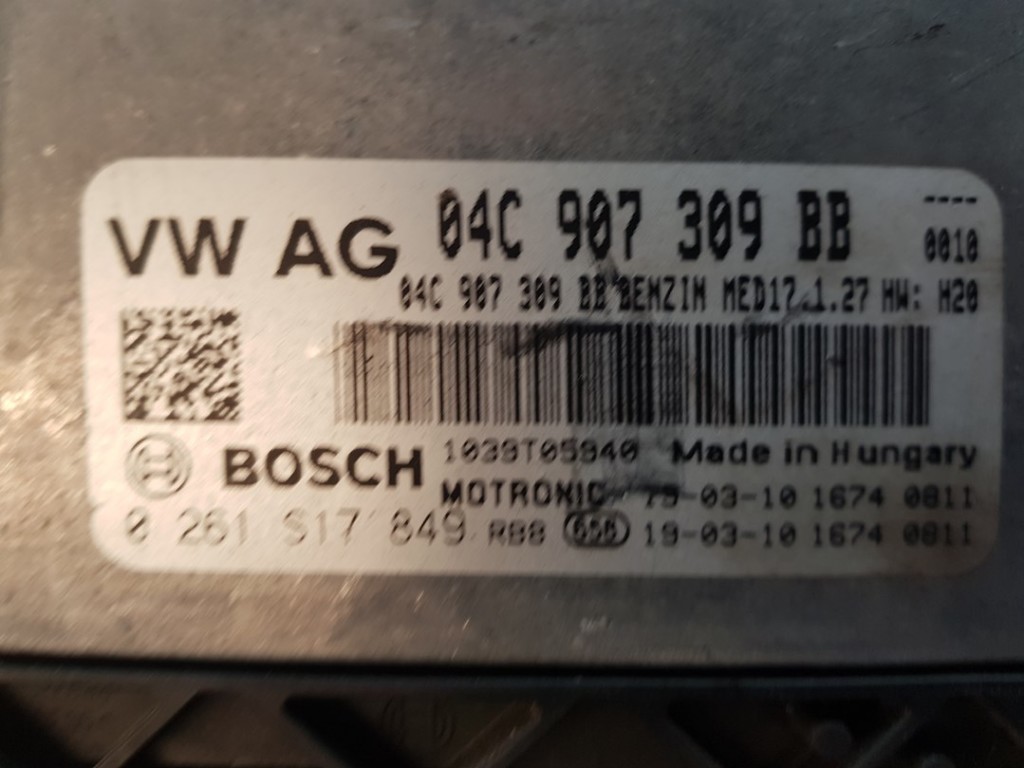 VW AG 04C 907 309 BB ----
0010
04C 907 309 BB BENZIN MED17.1.27 HW: H20
BOSCH 1039T05940 Made in Hungary
MOTRONIC 19-03-10 1674 0811
0 261 S17 849 RB8 656 19-03-10 1674 0811